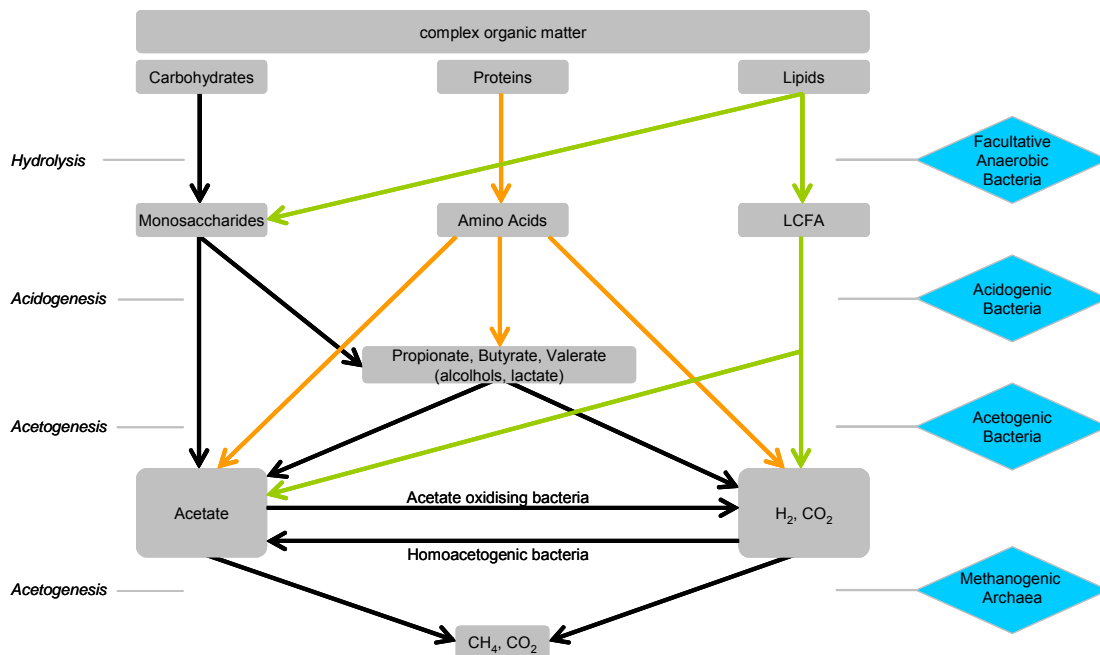 complex organic matter
Carbohydrates
Proteins
Lipids
Hydrolysis
Facultative
Anaerobic
Bacteria
Monosaccharides
Amino Acids
LCFA
Acidogenesis
Acidogenic
Bacteria
Propionate, Butyrate, Valerate
(alcolhols, lactate)
Acetogenesis
Acetogenic
Bacteria
Acetate
Acetate oxidising bacteria
H₂, CO₂
Homoacetogenic bacteria
Acetogenesis
Methanogenic
Archaea
CH₄, CO₂